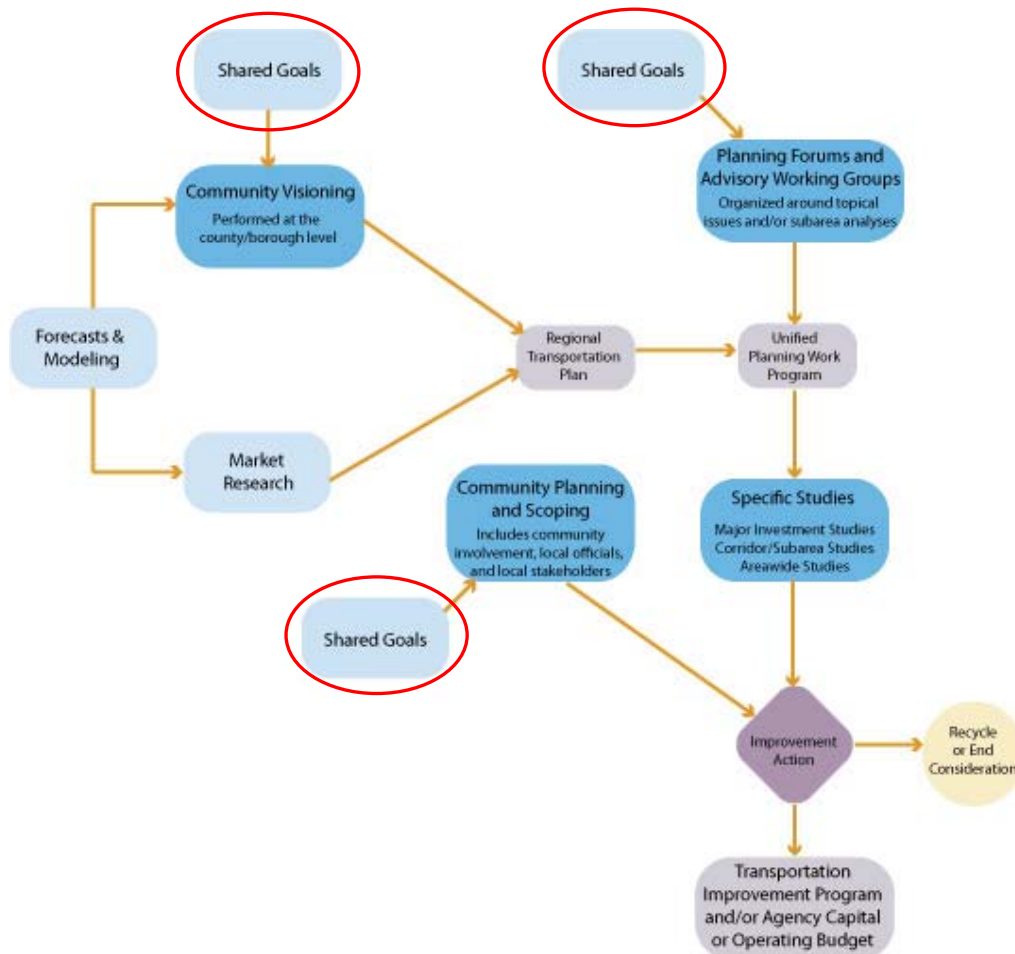 Shared Goals
Shared Goals
Planning Forums and
Advisory Working Groups
Organized around topical
issues and/or subarea analyses
Community Visioning
Performed at the
county/borough level
Forecasts &
Modeling
Regional
Transportation
Plan
Unified
Planning Work
Program
Market
Research
Community Planning
and Scoping
Includes community
involvement, local officials,
and local stakeholders
Specific Studies
Major Investment Studies
Corridor/Subarea Studies
Areawide Studies
Shared Goals
Improvement
Action
Recycle
or End
Consideration
Transportation
Improvement Program
and/or Agency Capital
or Operating Budget